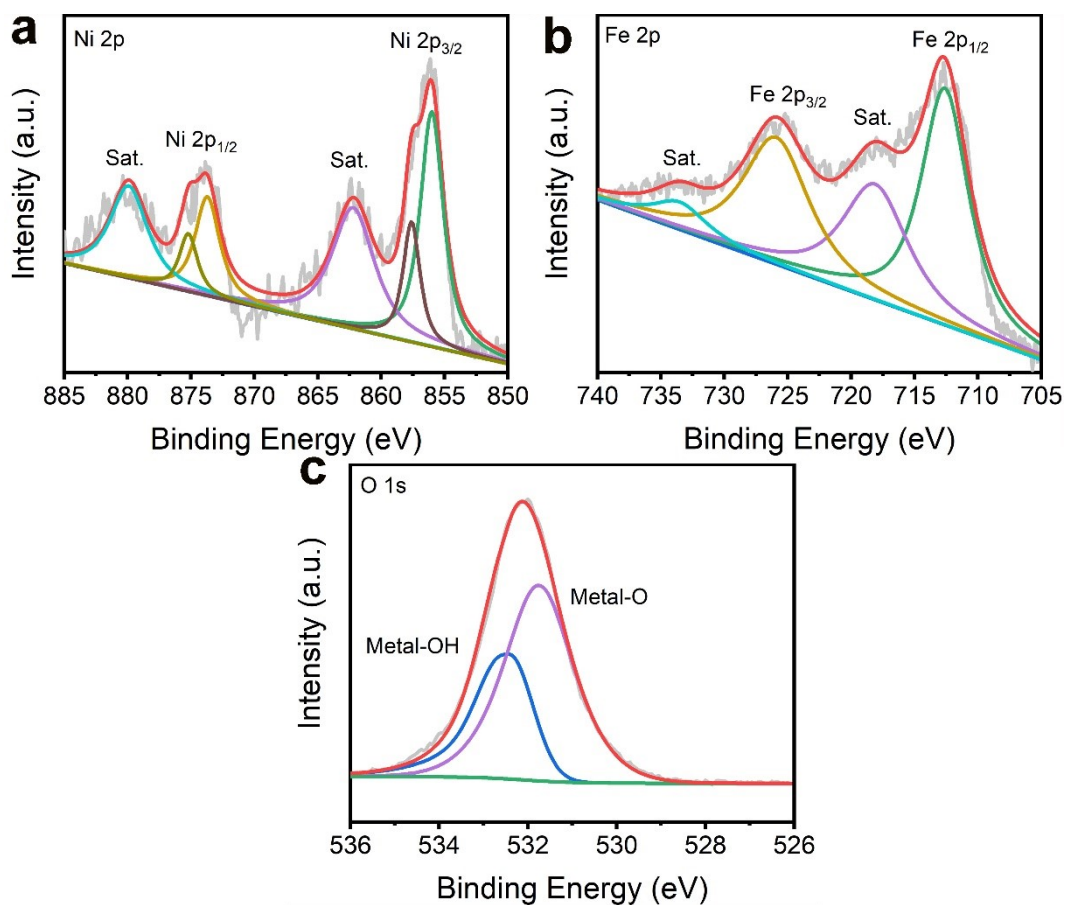 a
Ni 2p
Ni 2p3/2
Sat.
Ni 2p1/2
Sat.
Intensity (a.u.)
885 880 875 870 865 860 855 850
Binding Energy (eV)
b
Fe 2p
Fe 2p1/2
Fe 2p3/2
Sat.
Sat.
Intensity (a.u.)
740 735 730 725 720 715 710 705
Binding Energy (eV)
c
O 1s
Metal-O
Metal-OH
Intensity (a.u.)
536 534 532 530 528 526
Binding Energy (eV)